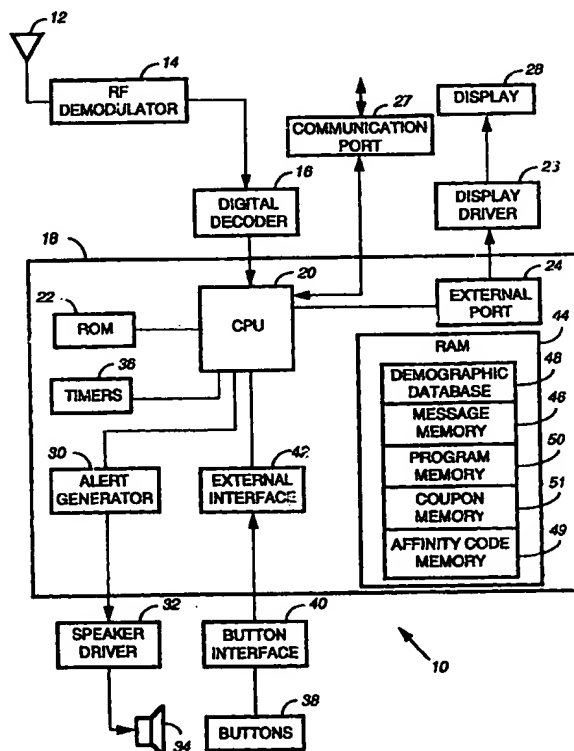 12
14
RF
DEMODULATOR
27
COMMUNICATION
PORT
28
DISPLAY
16
DIGITAL
DECODER
23
DISPLAY
DRIVER
18
20
CPU
24
EXTERNAL
PORT
22
ROM
36
TIMERS
44
RAM
48
DEMOGRAPHIC
DATABASE
46
MESSAGE
MEMORY
50
PROGRAM
MEMORY
51
COUPON
MEMORY
49
AFFINITY CODE
MEMORY
30
ALERT
GENERATOR
42
EXTERNAL
INTERFACE
32
SPEAKER
DRIVER
40
BUTTON
INTERFACE
10
34
38
BUTTONS